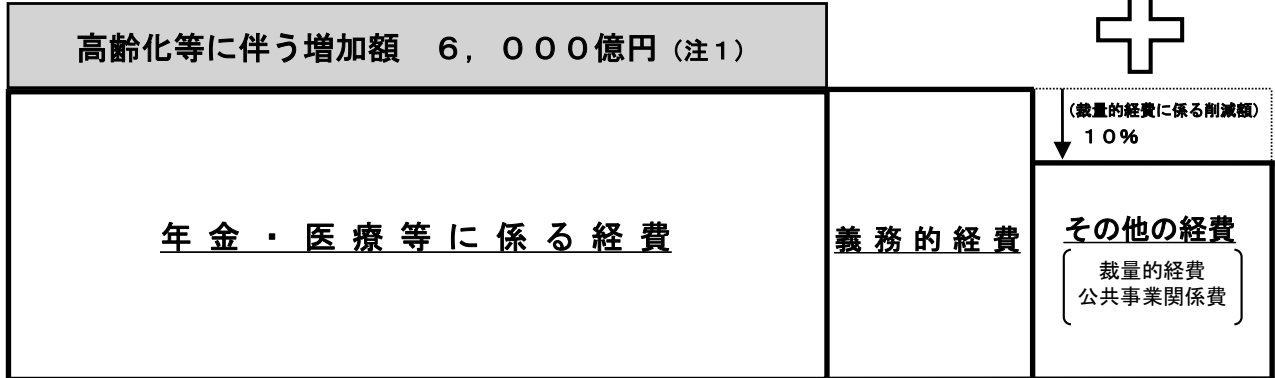 高齢化等に伴う増加額　６，０００億円（注１）
（裁量的経費に係る削減額）
１０％
年金・医療等に係る経費
義務的経費
その他の経費
裁量的経費
公共事業関係費